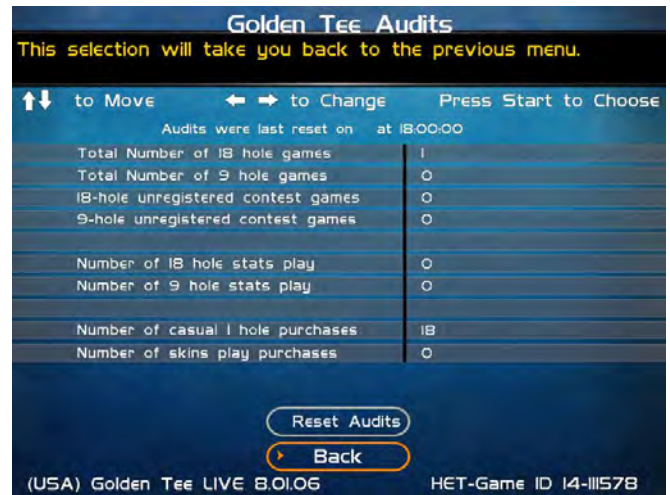 Golden Tee Audits
This selection will take you back to the previous menu.
to Move to Change Press Start to Choose
Audits were last reset on at 18:00:00
Total Number of 18 hole games 1
Total Number of 9 hole games 0
18-hole unregistered contest games 0
9-hole unregistered contest games 0
Number of 18 hole stats play 0
Number of 9 hole stats play 0
Number of casual 1 hole purchases 18
Number of skins play purchases 0
Reset Audits
Back
(USA) Golden Tee LIVE 8.01.06 HET-Game ID 14-111578